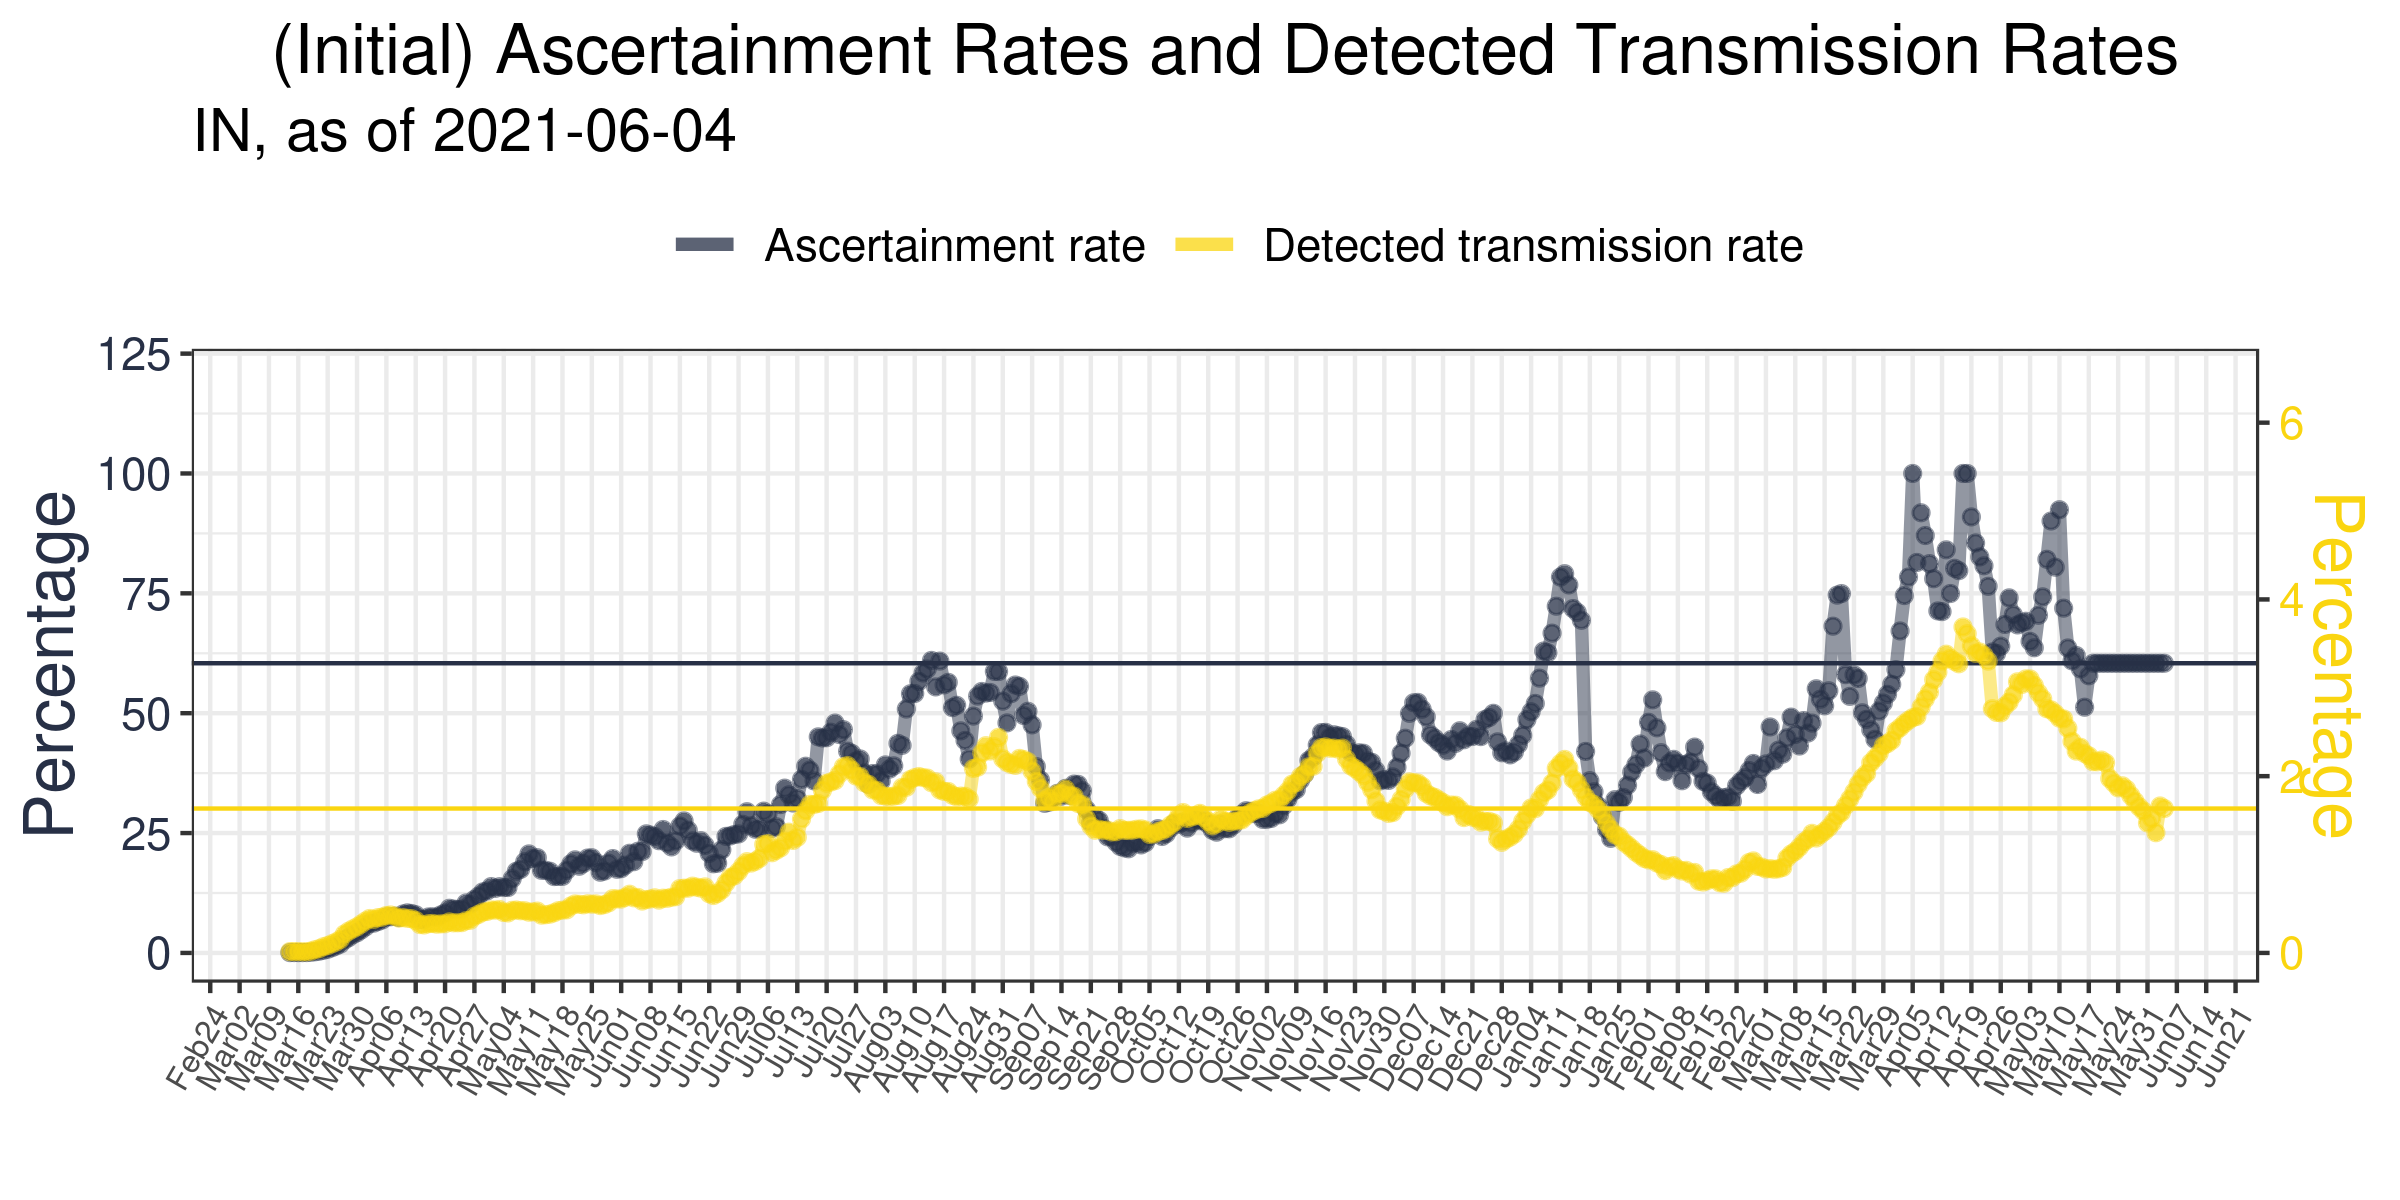 (Initial) Ascertainment Rates and Detected Transmission Rates
IN, as of 2021-06-04
Ascertainment rate
Detected transmission rate
125
100
75
50
25
0
Percentage
6
4
2
0
Percentage
Feb24
Mar02
Mar09
Mar16
Mar23
Mar30
Apr06
Apr13
Apr20
Apr27
May04
May11
May18
May25
Jun01
Jun08
Jun15
Jun22
Jun29
Jul06
Jul13
Jul20
Jul27
Aug03
Aug10
Aug17
Aug24
Aug31
Sep07
Sep14
Sep21
Sep28
Oct05
Oct12
Oct19
Oct26
Nov02
Nov09
Nov16
Nov23
Nov30
Dec07
Dec14
Dec21
Dec28
Jan04
Jan11
Jan18
Jan25
Feb01
Feb08
Feb15
Feb22
Mar01
Mar08
Mar15
Mar22
Mar29
Apr05
Apr12
Apr19
Apr26
May03
May10
May17
May24
May31
Jun07
Jun14
Jun21